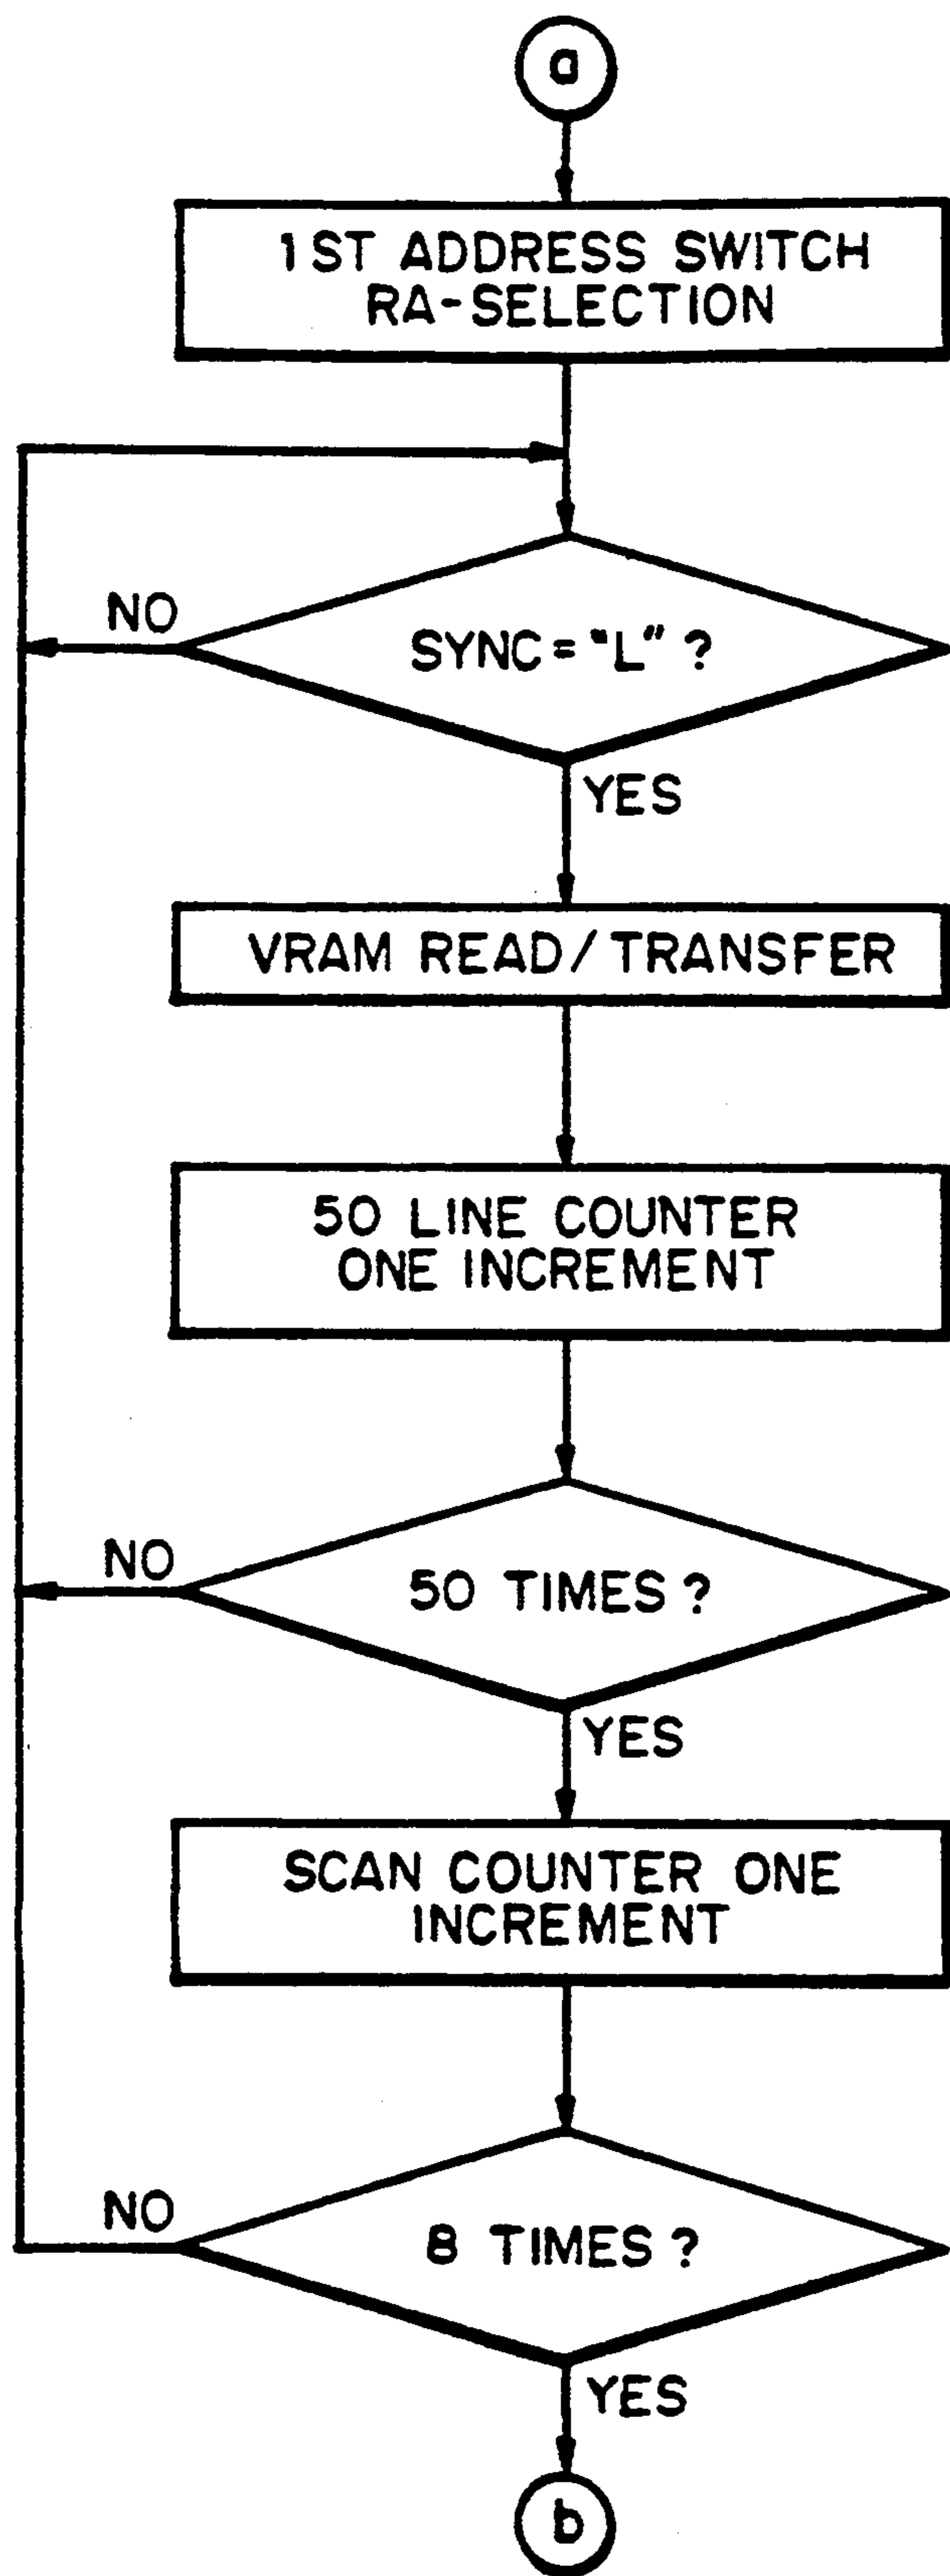 a
1ST ADDRESS SWITCH
RA-SELECTION
NO
SYNC = "L" ?
YES
VRAM READ/TRANSFER
50 LINE COUNTER
ONE INCREMENT
NO
50 TIMES ?
YES
SCAN COUNTER ONE
INCREMENT
NO
8 TIMES ?
YES
b